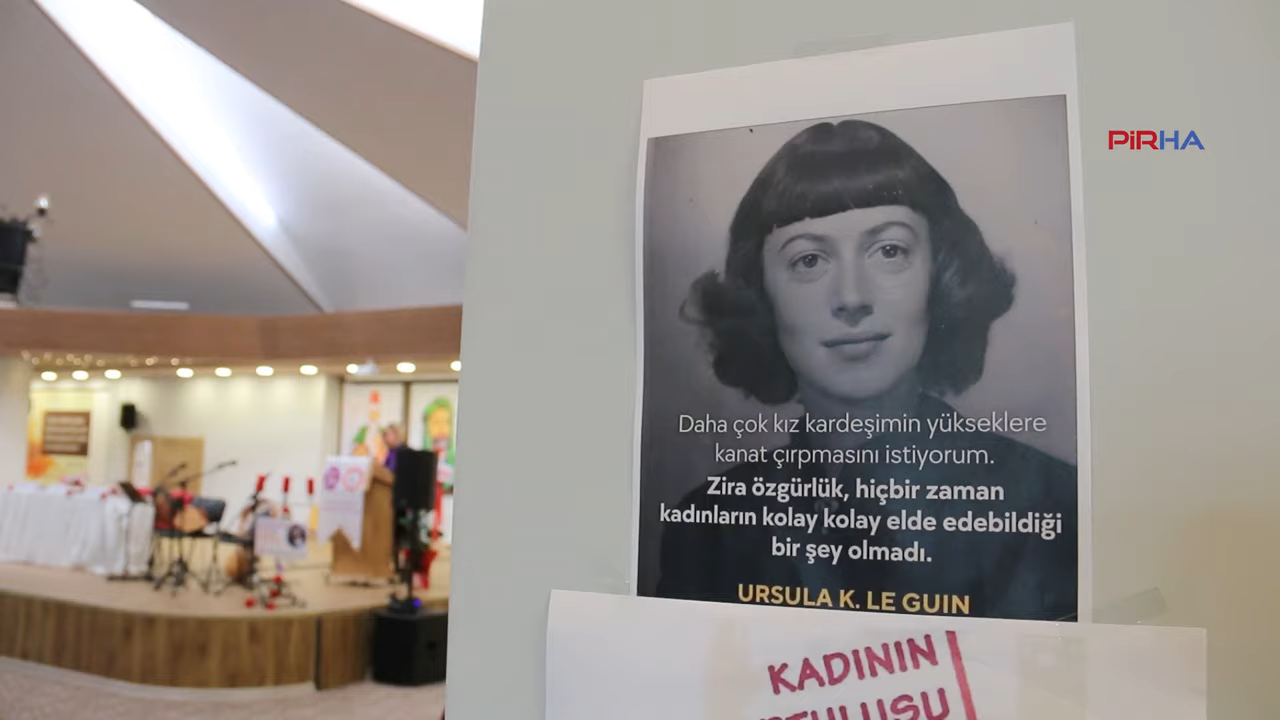 PİRHA
Daha çok kız kardeşimin yükseklere
kanat çırpmasını istiyorum.
Zira özgürlük, hiçbir zaman
kadınların kolay kolay elde edebildiği
bir şey olmadı.
URSULA K. LE GUIN
KADININ